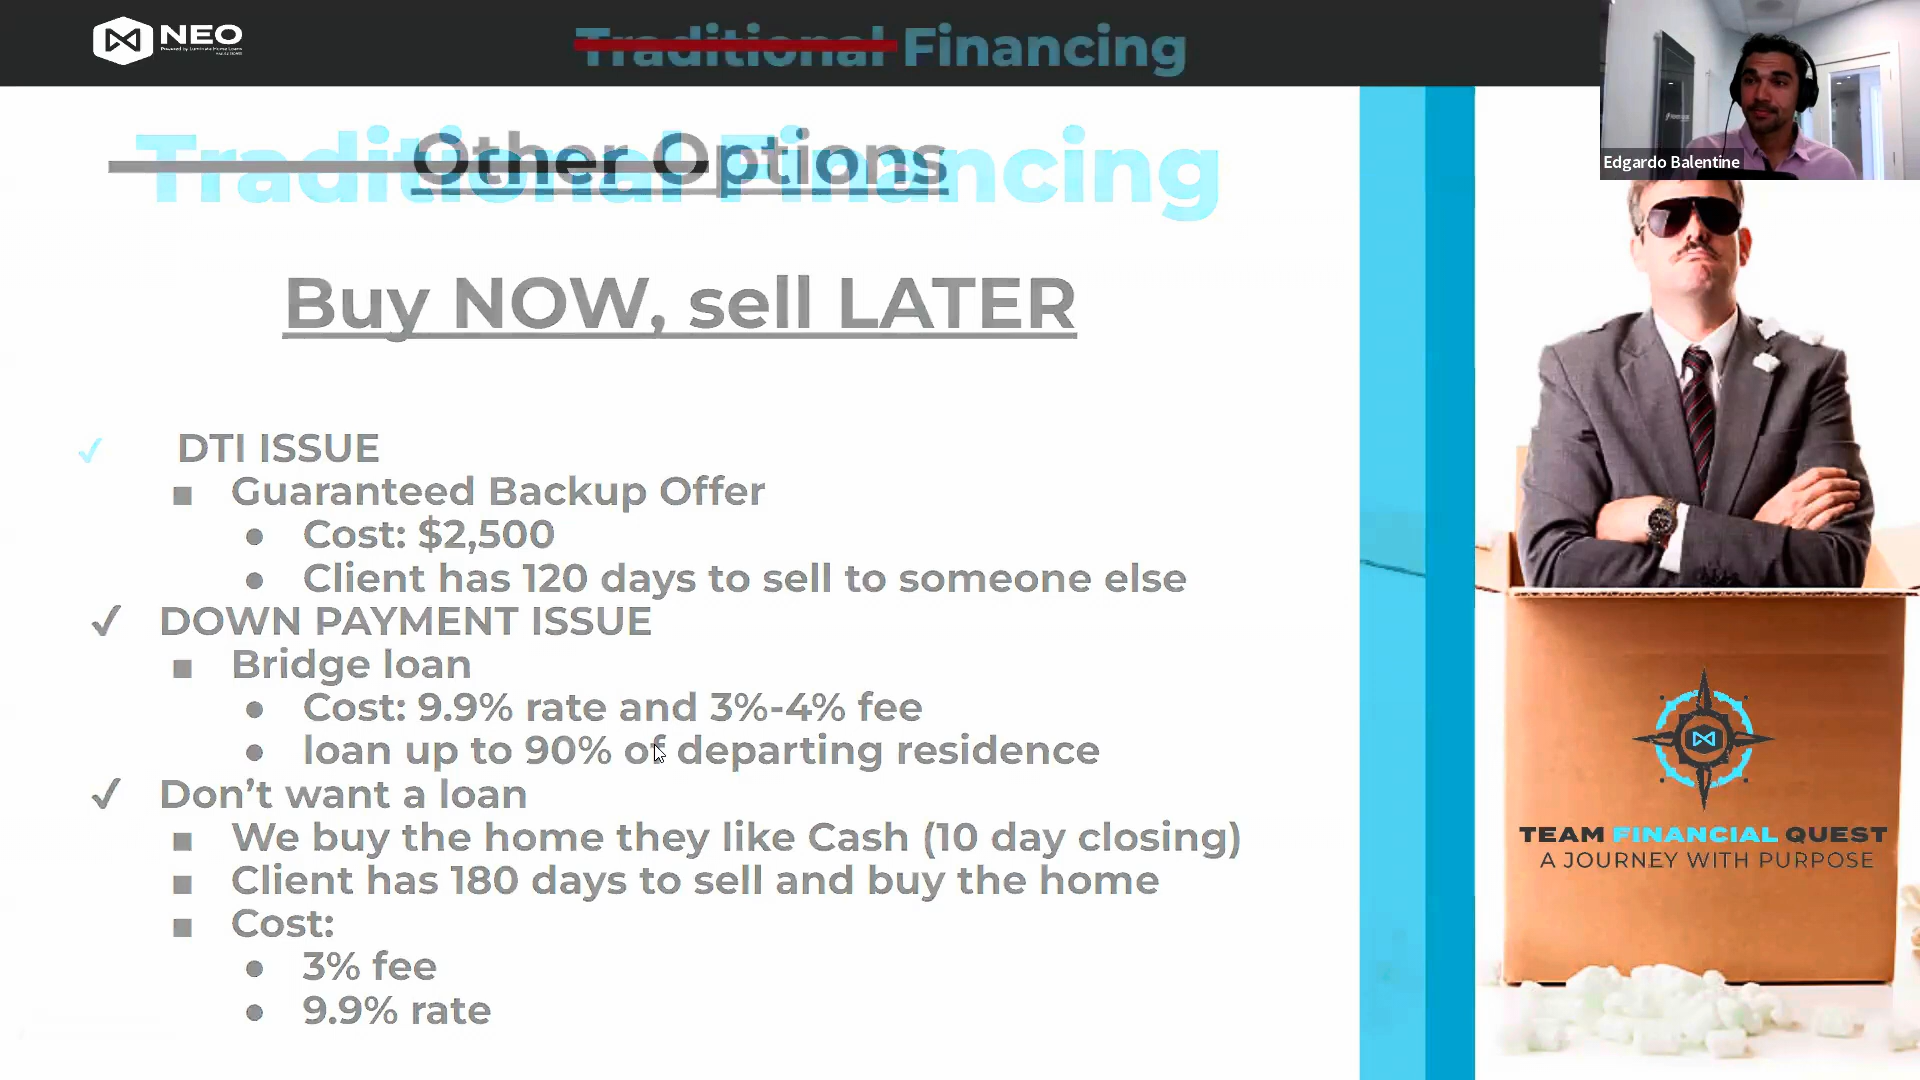 NEO
Traditional Financing
Edgardo Balentine
Traditional Financing
Other Options
Buy NOW, sell LATER
✓ DTI ISSUE
■ Guaranteed Backup Offer
● Cost: $2,500
● Client has 120 days to sell to someone else
✓ DOWN PAYMENT ISSUE
■ Bridge loan
● Cost: 9.9% rate and 3%-4% fee
● loan up to 90% of departing residence
✓ Don’t want a loan
■ We buy the home they like Cash (10 day closing)
■ Client has 180 days to sell and buy the home
■ Cost:
● 3% fee
● 9.9% rate
TEAM FINANCIAL QUEST
A JOURNEY WITH PURPOSE